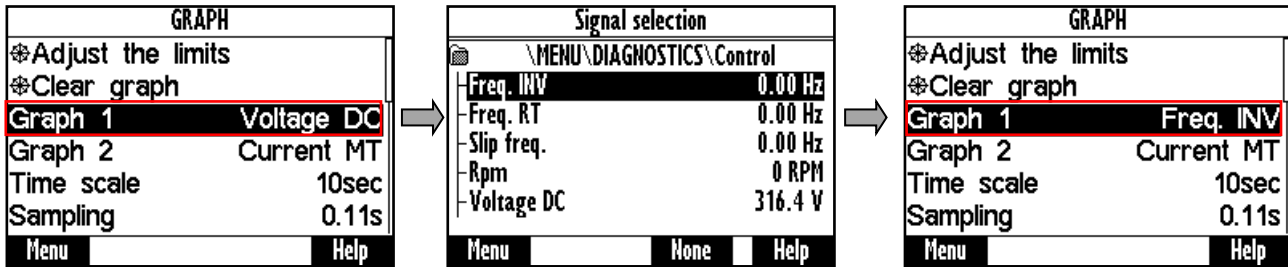 GRAPH
Adjust the limits
Clear graph
Graph 1 Voltage DC
Graph 2 Current MT
Time scale 10sec
Sampling 0.11s
Menu Help
Signal selection
\MENU\DIAGNOSTICS\Control
Freq. INV 0.00 Hz
Freq. RT 0.00 Hz
Slip freq. 0.00 Hz
Rpm 0 RPM
Voltage DC 316.4 V
Menu None Help
GRAPH
Adjust the limits
Clear graph
Graph 1 Freq. INV
Graph 2 Current MT
Time scale 10sec
Sampling 0.11s
Menu Help